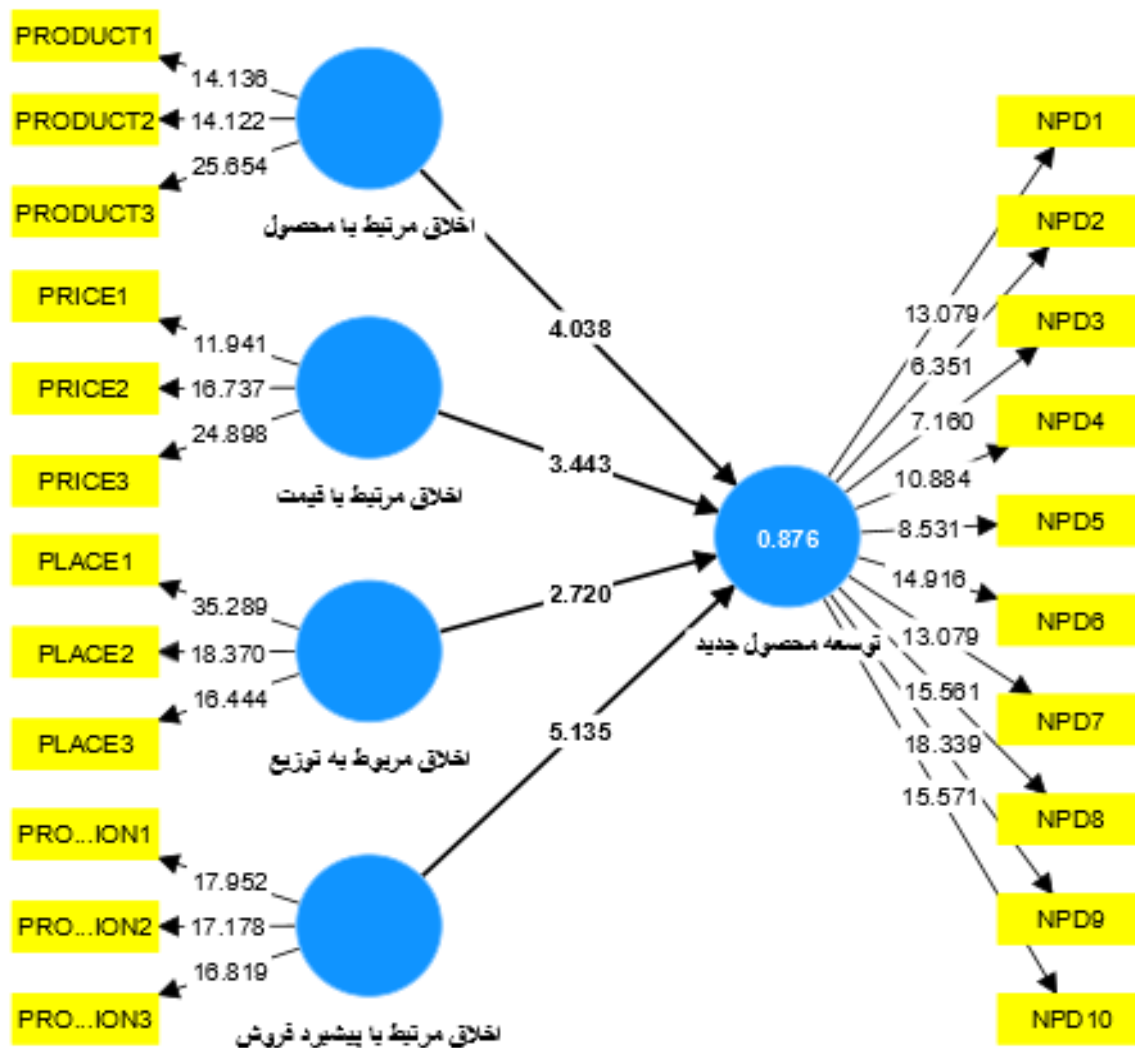 PRODUCT1
14.136
PRODUCT2
14.122
25.654
PRODUCT3
اخلاق مرتبط با محصول
PRICE1
11.941
PRICE2
16.737
24.898
PRICE3
اخلاق مرتبط با قیمت
PLACE1
35.289
PLACE2
18.370
16.444
PLACE3
اخلاق مربوط به توزیع
PRO...ION1
17.952
PRO...ION2
17.178
16.819
PRO...ION3
اخلاق مرتبط با پیشبرد فروش
4.038
3.443
2.720
5.135
0.876
توسعه محصول جدید
NPD1
13.079
NPD2
6.351
NPD3
7.160
NPD4
10.884
NPD5
8.531
NPD6
14.916
NPD7
13.079
NPD8
15.561
NPD9
18.339
NPD10
15.571